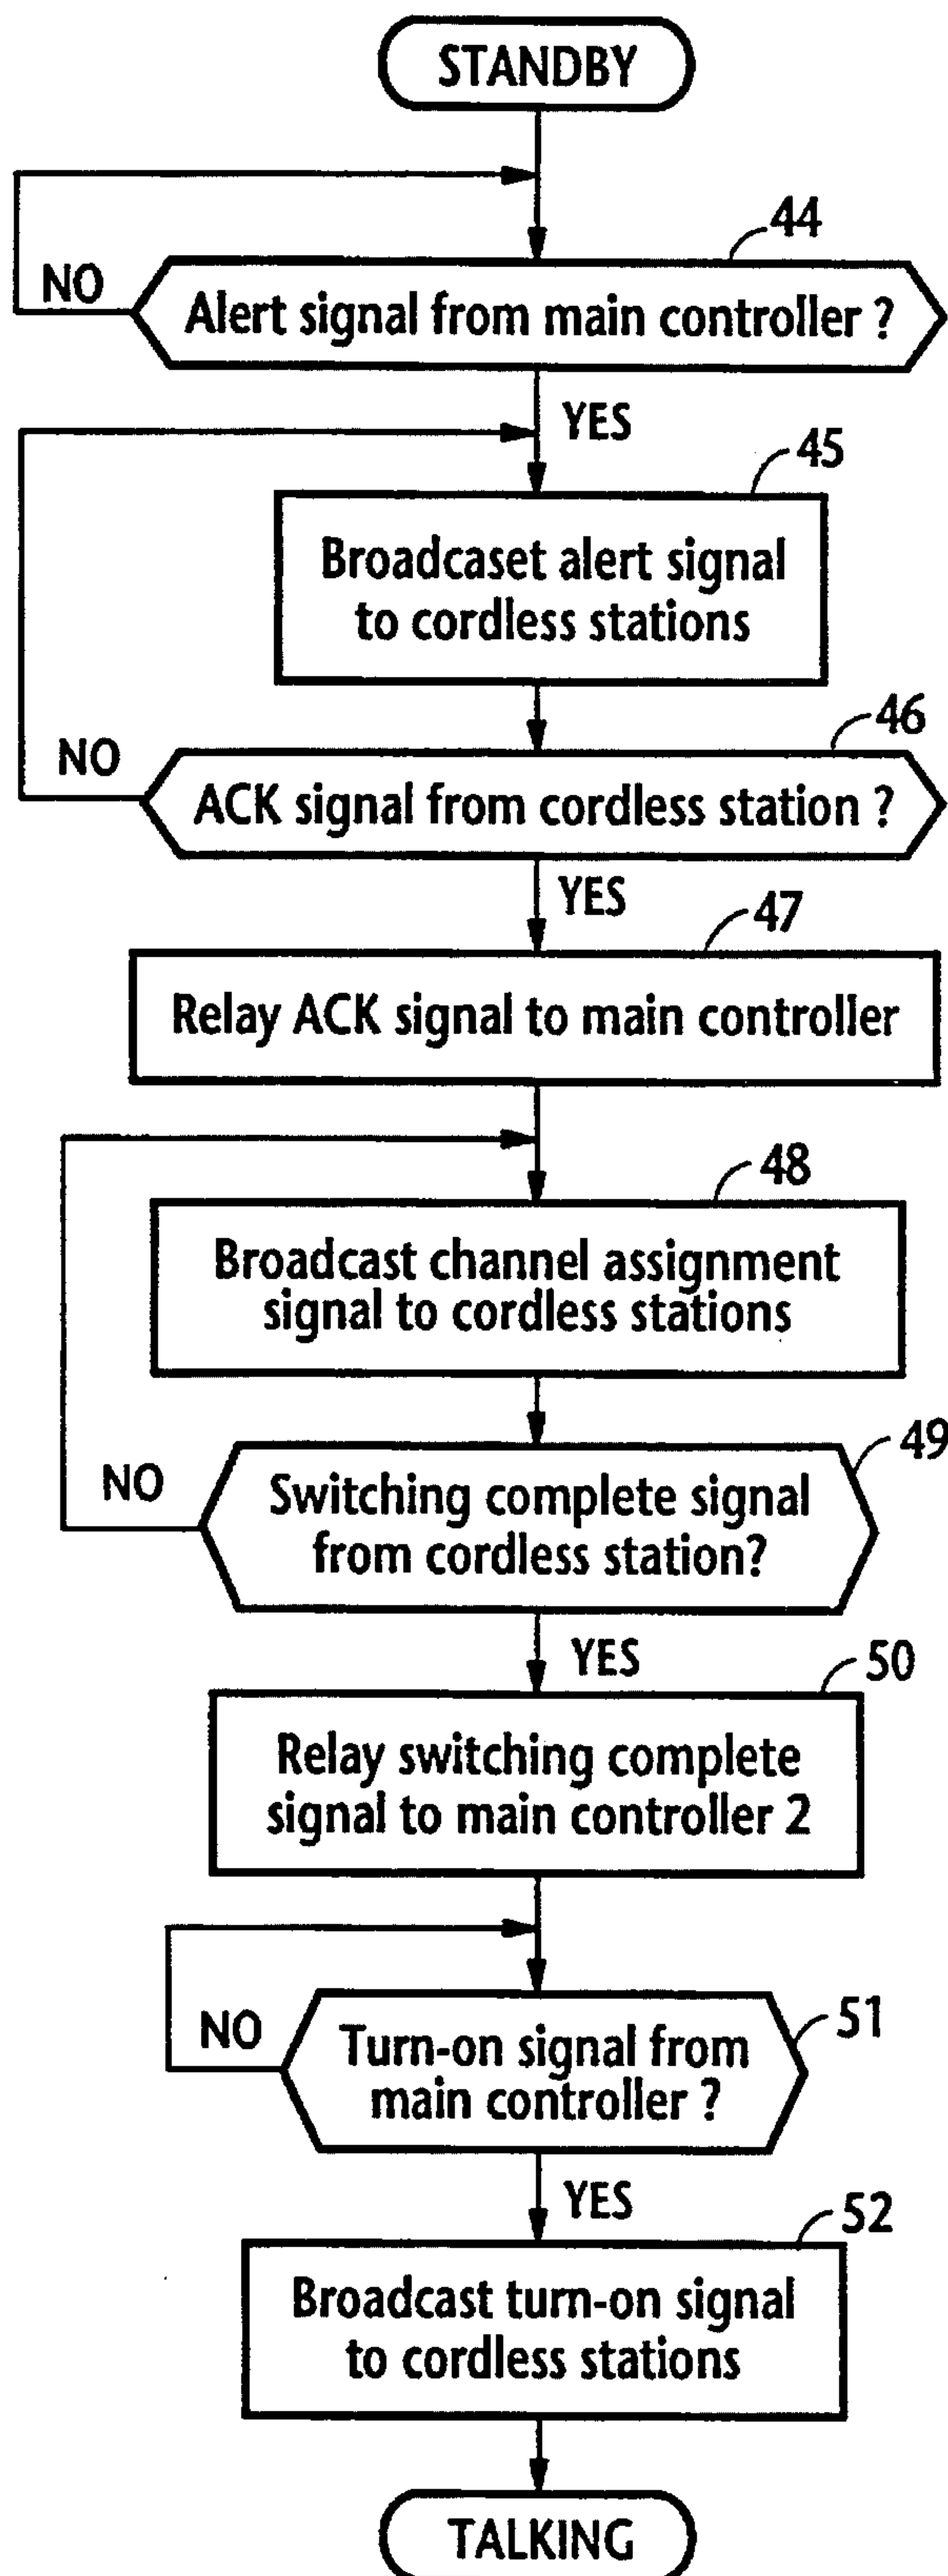 STANDBY
44
NO
Alert signal from main controller ?
YES
45
Broadcaset alert signal
to cordless stations
46
NO
ACK signal from cordless station ?
YES
47
Relay ACK signal to main controller
48
Broadcast channel assignment
signal to cordless stations
49
NO
Switching complete signal
from cordless station?
YES
50
Relay switching complete
signal to main controller 2
51
NO
Turn-on signal from
main controller ?
YES
52
Broadcast turn-on signal
to cordless stations
TALKING